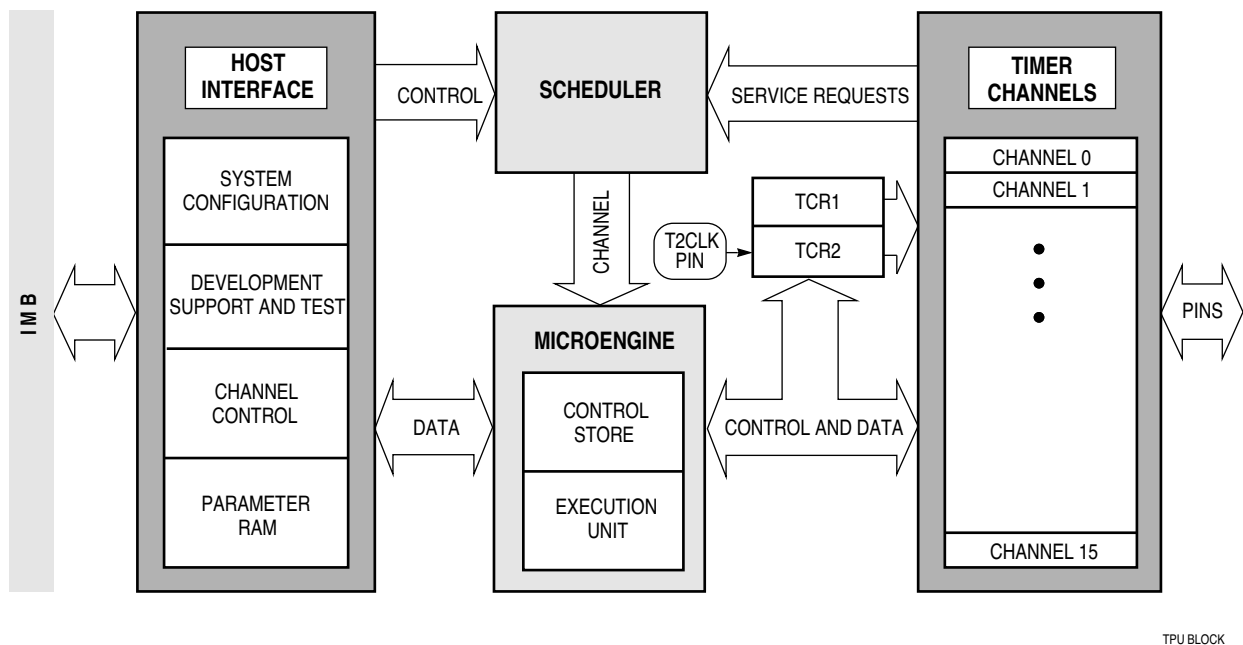 IMB
HOST
INTERFACE
SYSTEM
CONFIGURATION
DEVELOPMENT
SUPPORT AND TEST
CHANNEL
CONTROL
PARAMETER
RAM
CONTROL
SCHEDULER
SERVICE REQUESTS
CHANNEL
T2CLK
PIN
TCR1
TCR2
DATA
MICROENGINE
CONTROL
STORE
EXECUTION
UNIT
CONTROL AND DATA
TIMER
CHANNELS
CHANNEL 0
CHANNEL 1
CHANNEL 15
PINS
TPU BLOCK